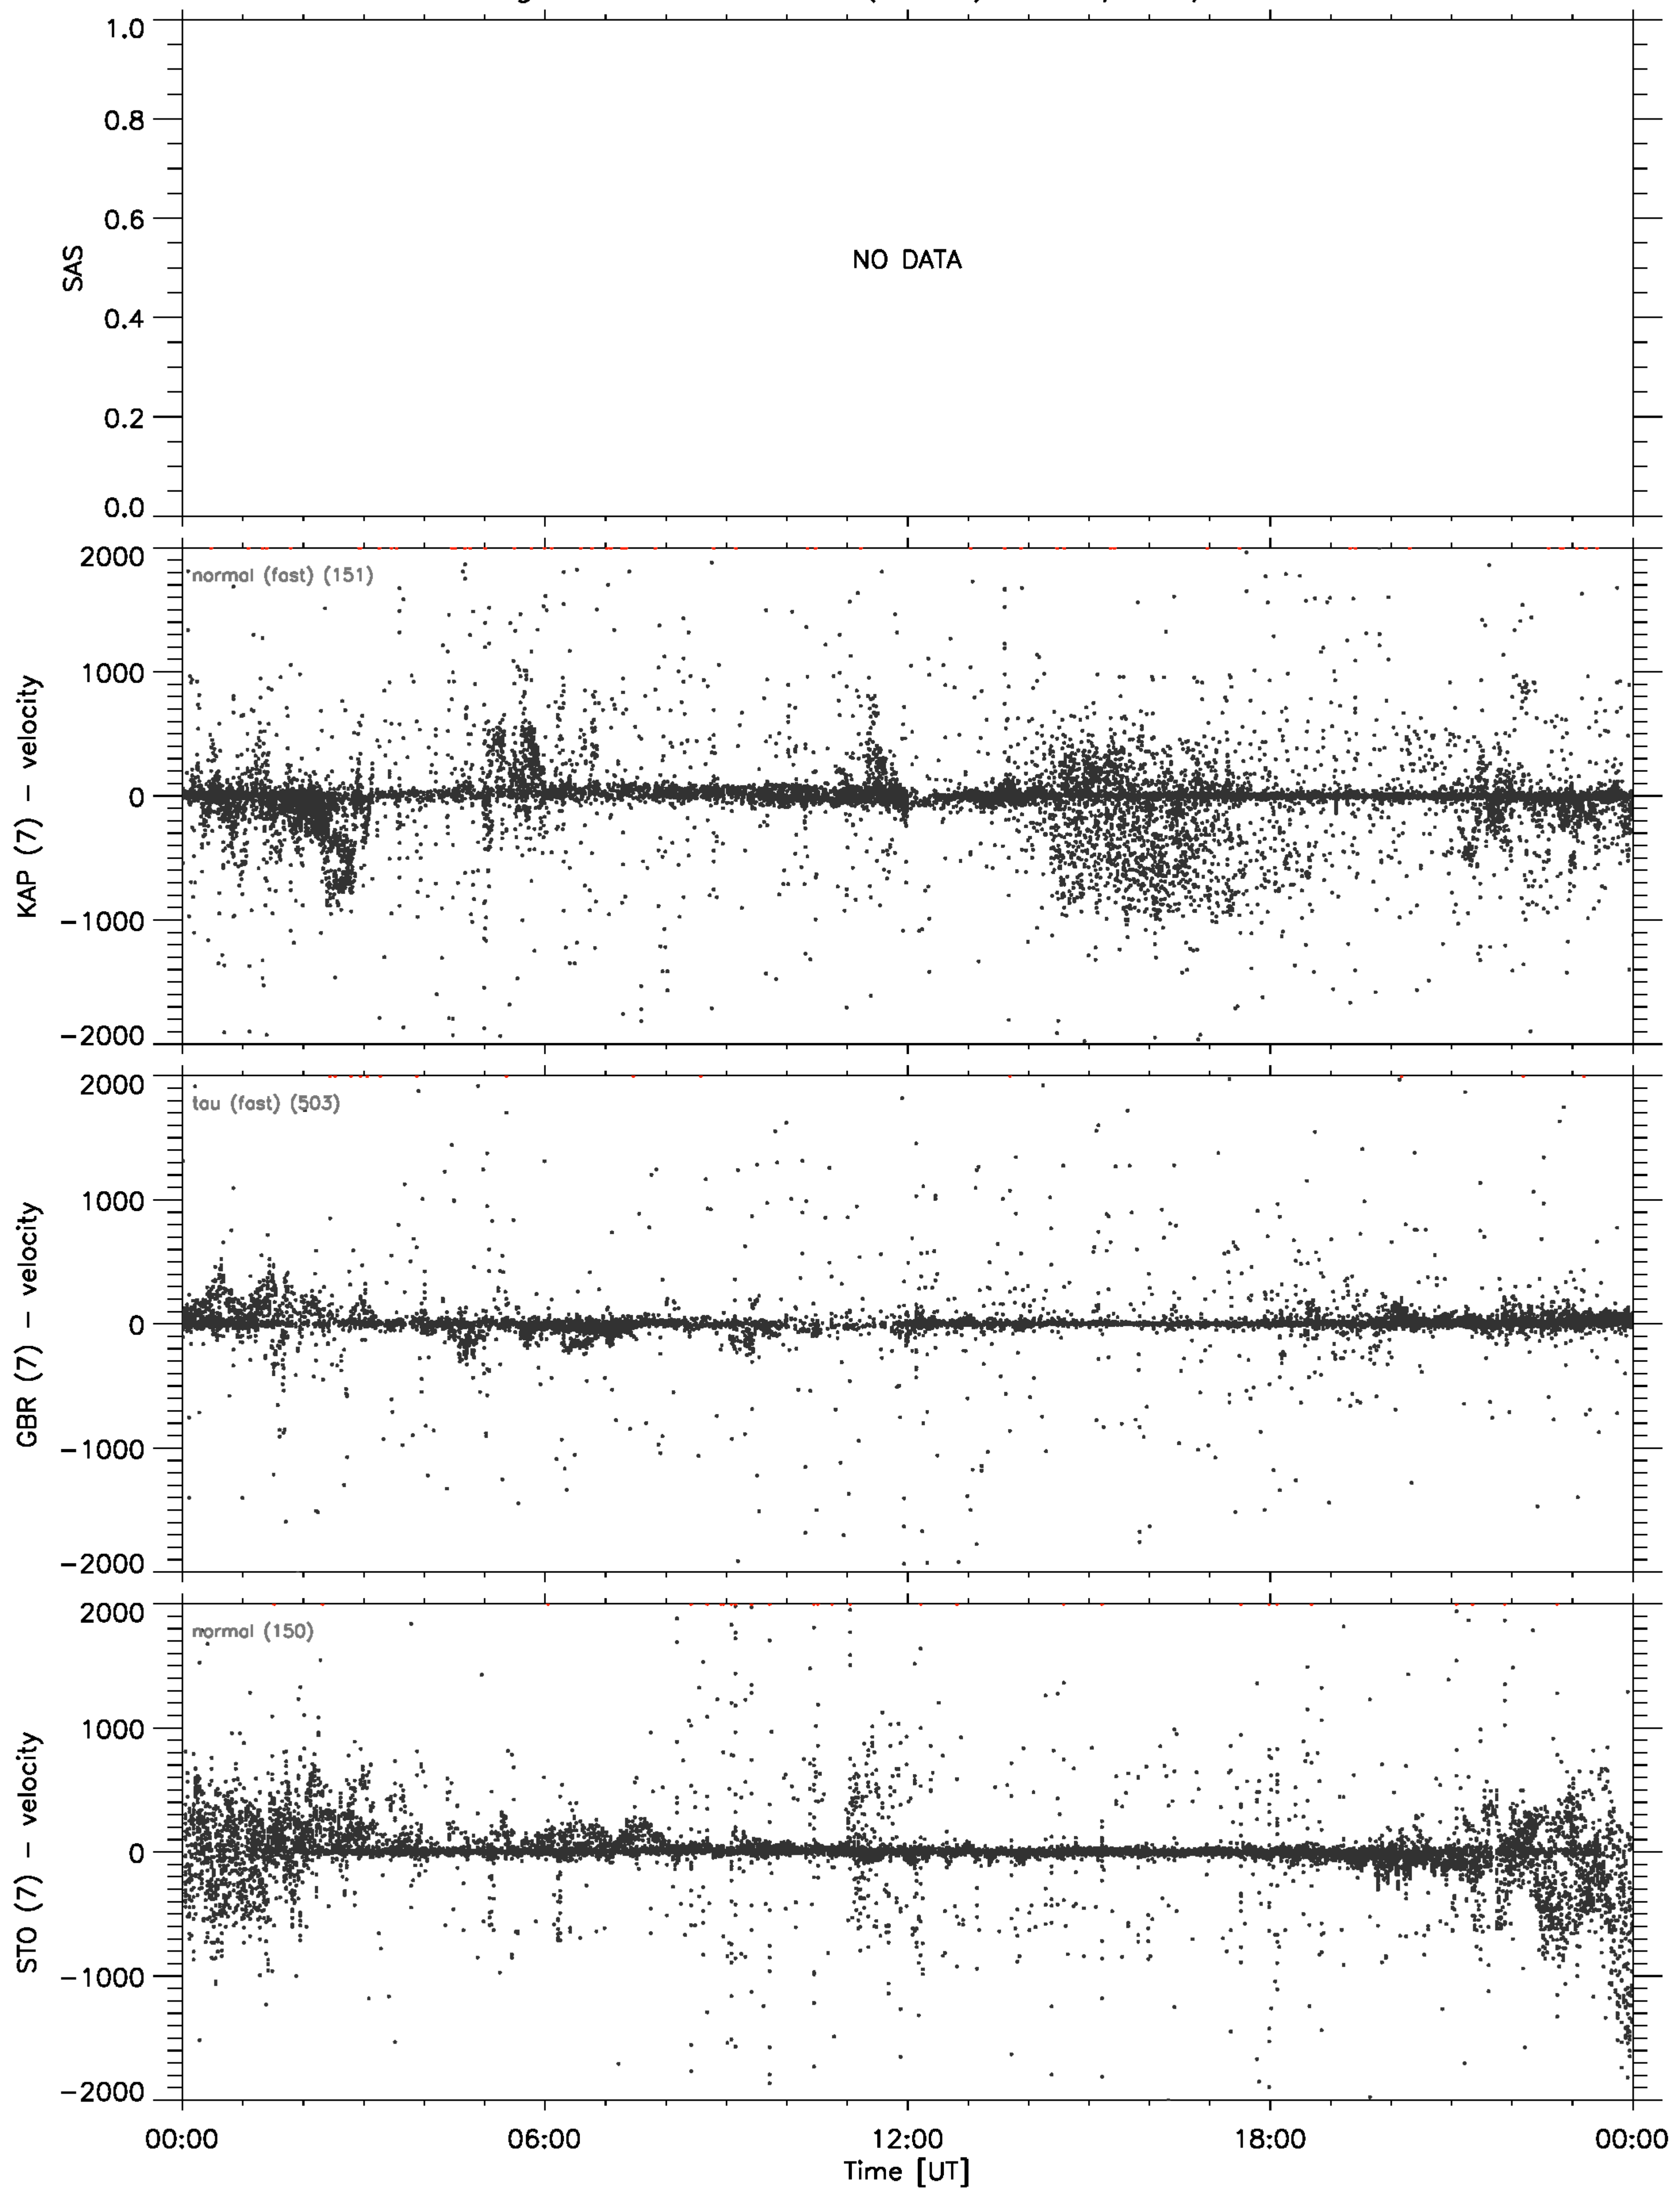 1.0
0.8
0.6
0.4
0.2
0.0
SAS
NO DATA
2000
1000
0
−1000
−2000
KAP (7) − velocity
normal (fast) (151)
2000
1000
0
−1000
−2000
GBR (7) − velocity
tau (fast) (503)
2000
1000
0
−1000
−2000
STO (7) − velocity
normal (150)
00:00 06:00 12:00 18:00 00:00
Time [UT]